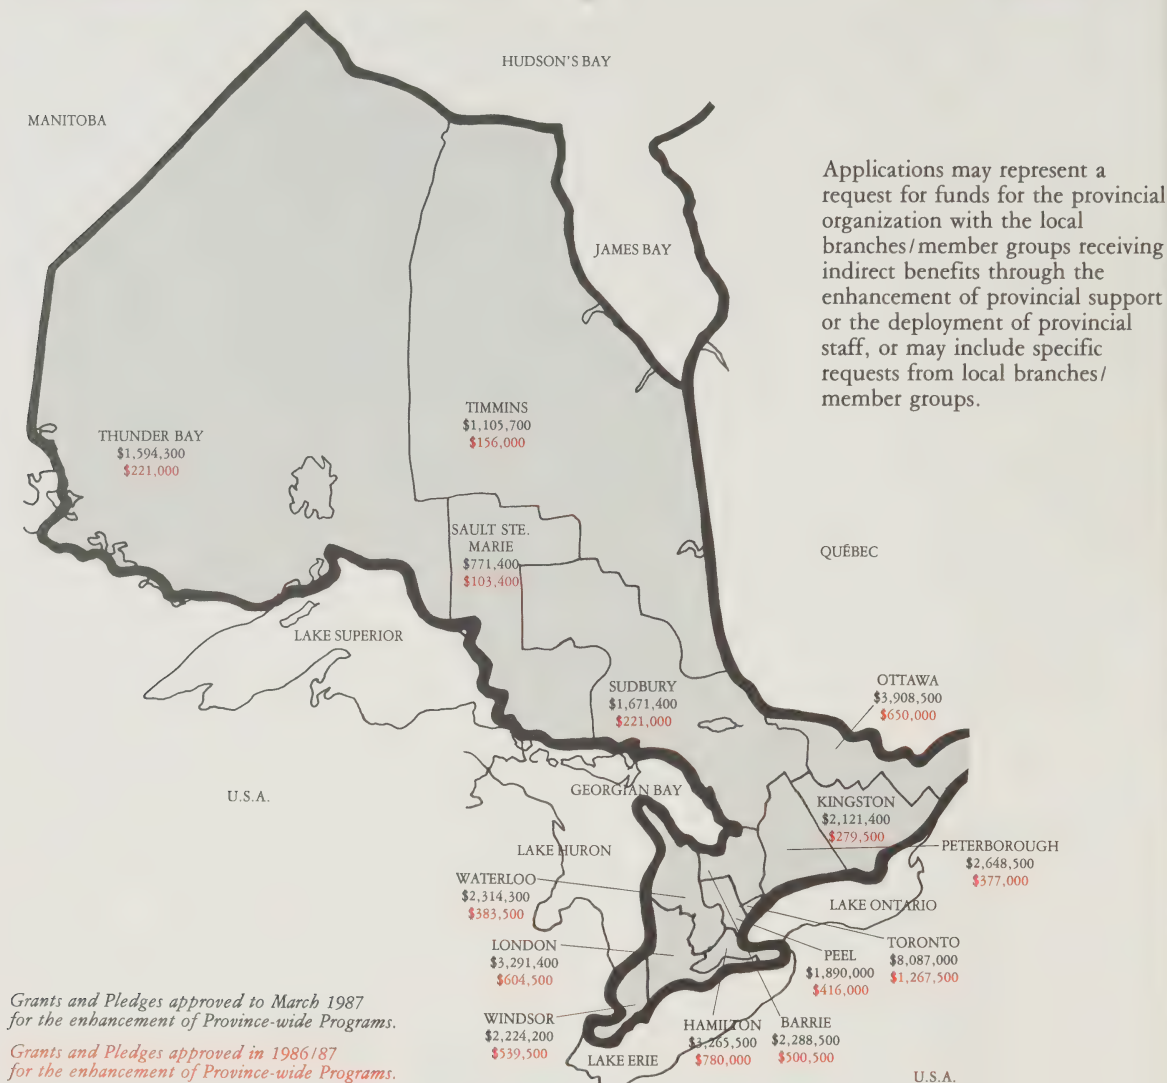 HUDSON'S BAY
MANITOBA
Applications may represent a
request for funds for the provincial
organization with the local
branches/member groups receiving
indirect benefits through the
enhancement of provincial support
or the deployment of provincial
staff, or may include specific
requests from local branches/
member groups.
JAMES BAY
THUNDER BAY
$1,594,300
$221,000
TIMMINS
$1,105,700
$156,000
SAULT STE.
MARIE
$771,400
$103,400
QUÉBEC
LAKE SUPERIOR
SUDBURY
$1,671,400
$221,000
OTTAWA
$3,908,500
$650,000
U.S.A.
GEORGIAN BAY
KINGSTON
$2,121,400
$279,500
PETERBOROUGH
$2,648,500
$377,000
LAKE HURON
WATERLOO
$2,314,300
$383,500
LAKE ONTARIO
LONDON
$3,291,400
$604,500
TORONTO
$8,087,000
$1,267,500
PEEL
$1,890,000
$416,000
WINDSOR
$2,224,200
$539,500
HAMILTON
$3,265,500
$780,000
BARRIE
$2,288,500
$500,500
LAKE ERIE
U.S.A.
Grants and Pledges approved to March 1987
for the enhancement of Province-wide Programs.
Grants and Pledges approved in 1986/87
for the enhancement of Province-wide Programs.